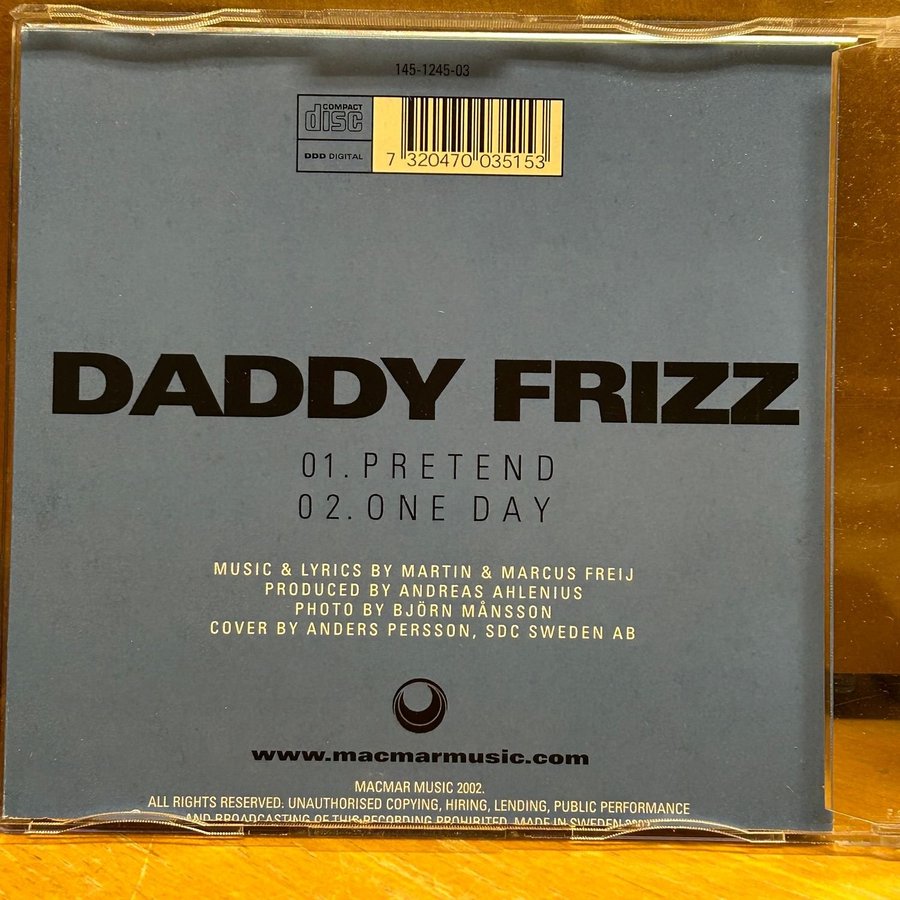 145-1245-03
COMPACT
disc
DDD DIGITAL
7 320470 035153
DADDY FRIZZ
01. PRETEND
02. ONE DAY
MUSIC & LYRICS BY MARTIN & MARCUS FREIJ
PRODUCED BY ANDREAS AHLENIUS
PHOTO BY BJÖRN MÅNSSON
COVER BY ANDERS PERSSON, SDC SWEDEN AB
www.macmarmusic.com
MACMAR MUSIC 2002.
ALL RIGHTS RESERVED. UNAUTHORISED COPYING, HIRING, LENDING, PUBLIC PERFORMANCE
AND BROADCASTING OF THIS RECORDING PROHIBITED. MADE IN SWEDEN